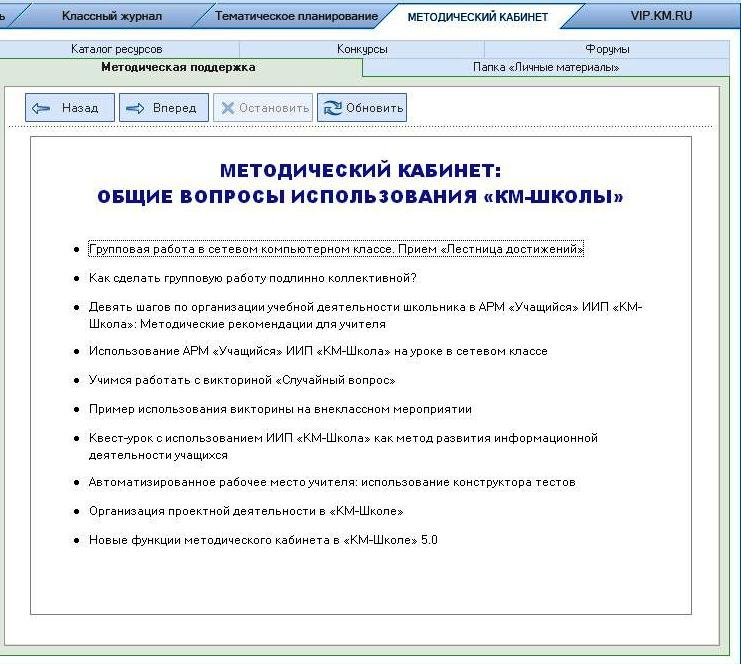 ь
Классный журнал
Тематическое планирование
МЕТОДИЧЕСКИЙ КАБИНЕТ
VIP.KM.RU
Каталог ресурсов
Конкурсы
Форумы
Методическая поддержка
Папка «Личные материалы»
Назад
Вперед
Остановить
Обновить
МЕТОДИЧЕСКИЙ КАБИНЕТ:
ОБЩИЕ ВОПРОСЫ ИСПОЛЬЗОВАНИЯ «КМ-ШКОЛЫ»
Групповая работа в сетевом компьютерном классе. Прием «Лестница достижений»
Как сделать групповую работу подлинно коллективной?
Девять шагов по организации учебной деятельности школьника в АРМ «Учащийся» ИИП «КМ-
Школа»: Методические рекомендации для учителя
Использование АРМ «Учащийся» ИИП «КМ-Школа» на уроке в сетевом классе
Учимся работать с викториной «Случайный вопрос»
Пример использования викторины на внеклассном мероприятии
Квест-урок с использованием ИИП «КМ-Школа» как метод развития информационной
деятельности учащихся
Автоматизированное рабочее место учителя: использование конструктора тестов
Организация проектной деятельности в «КМ-Школе»
Новые функции методического кабинета в «КМ-Школе» 5.0